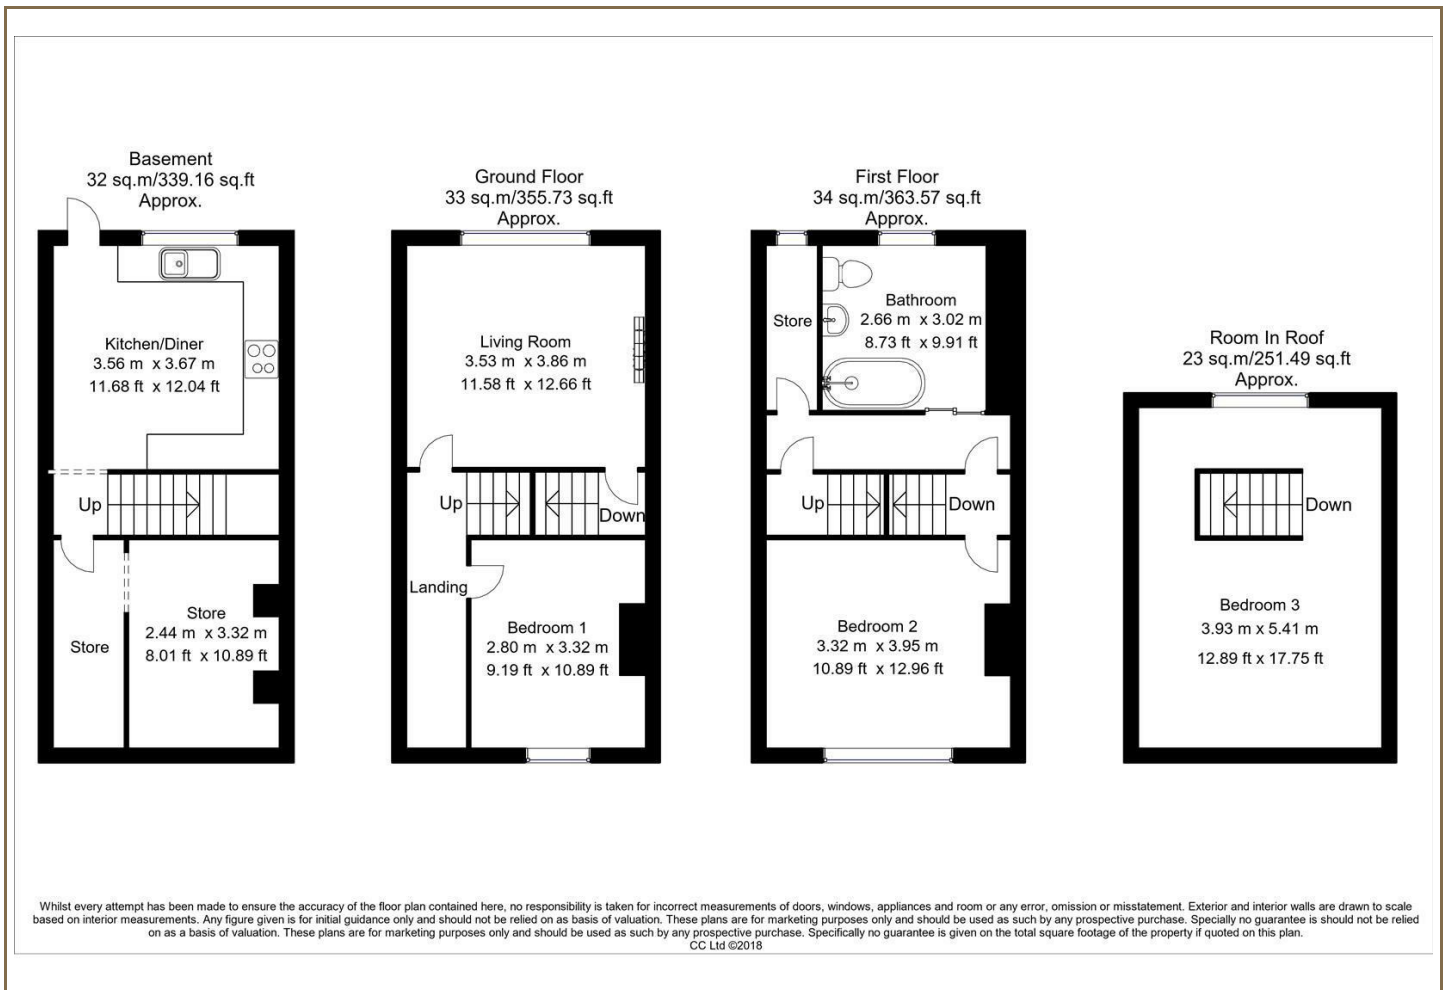 Basement
32 sq.m/339.16 sq.ft
Approx.
Kitchen/Diner
3.56 m x 3.67 m
11.68 ft x 12.04 ft
Up
Store
Store
2.44 m x 3.32 m
8.01 ft x 10.89 ft
Ground Floor
33 sq.m/355.73 sq.ft
Approx.
Living Room
3.53 m x 3.86 m
11.58 ft x 12.66 ft
Up
Down
Landing
Bedroom 1
2.80 m x 3.32 m
9.19 ft x 10.89 ft
First Floor
34 sq.m/363.57 sq.ft
Approx.
Store
Bathroom
2.66 m x 3.02 m
8.73 ft x 9.91 ft
Up
Down
Bedroom 2
3.32 m x 3.95 m
10.89 ft x 12.96 ft
Room In Roof
23 sq.m/251.49 sq.ft
Approx.
Down
Bedroom 3
3.93 m x 5.41 m
12.89 ft x 17.75 ft
Whilst every attempt has been made to ensure the accuracy of the floor plan contained here, no responsibility is taken for incorrect measurements of doors, windows, appliances and room or any error, omission or misstatement. Exterior and interior walls are drawn to scale
based on interior measurements. Any figure given is for initial guidance only and should not be relied on as basis of valuation. These plans are for marketing purposes only and should be used as such by any prospective purchase. Specially no guarantee is should not be relied
on as a basis of valuation. These plans are for marketing purposes only and should be used as such by any prospective purchase. Specifically no guarantee is given on the total square footage of the property if quoted on this plan.
CC Ltd ©2018